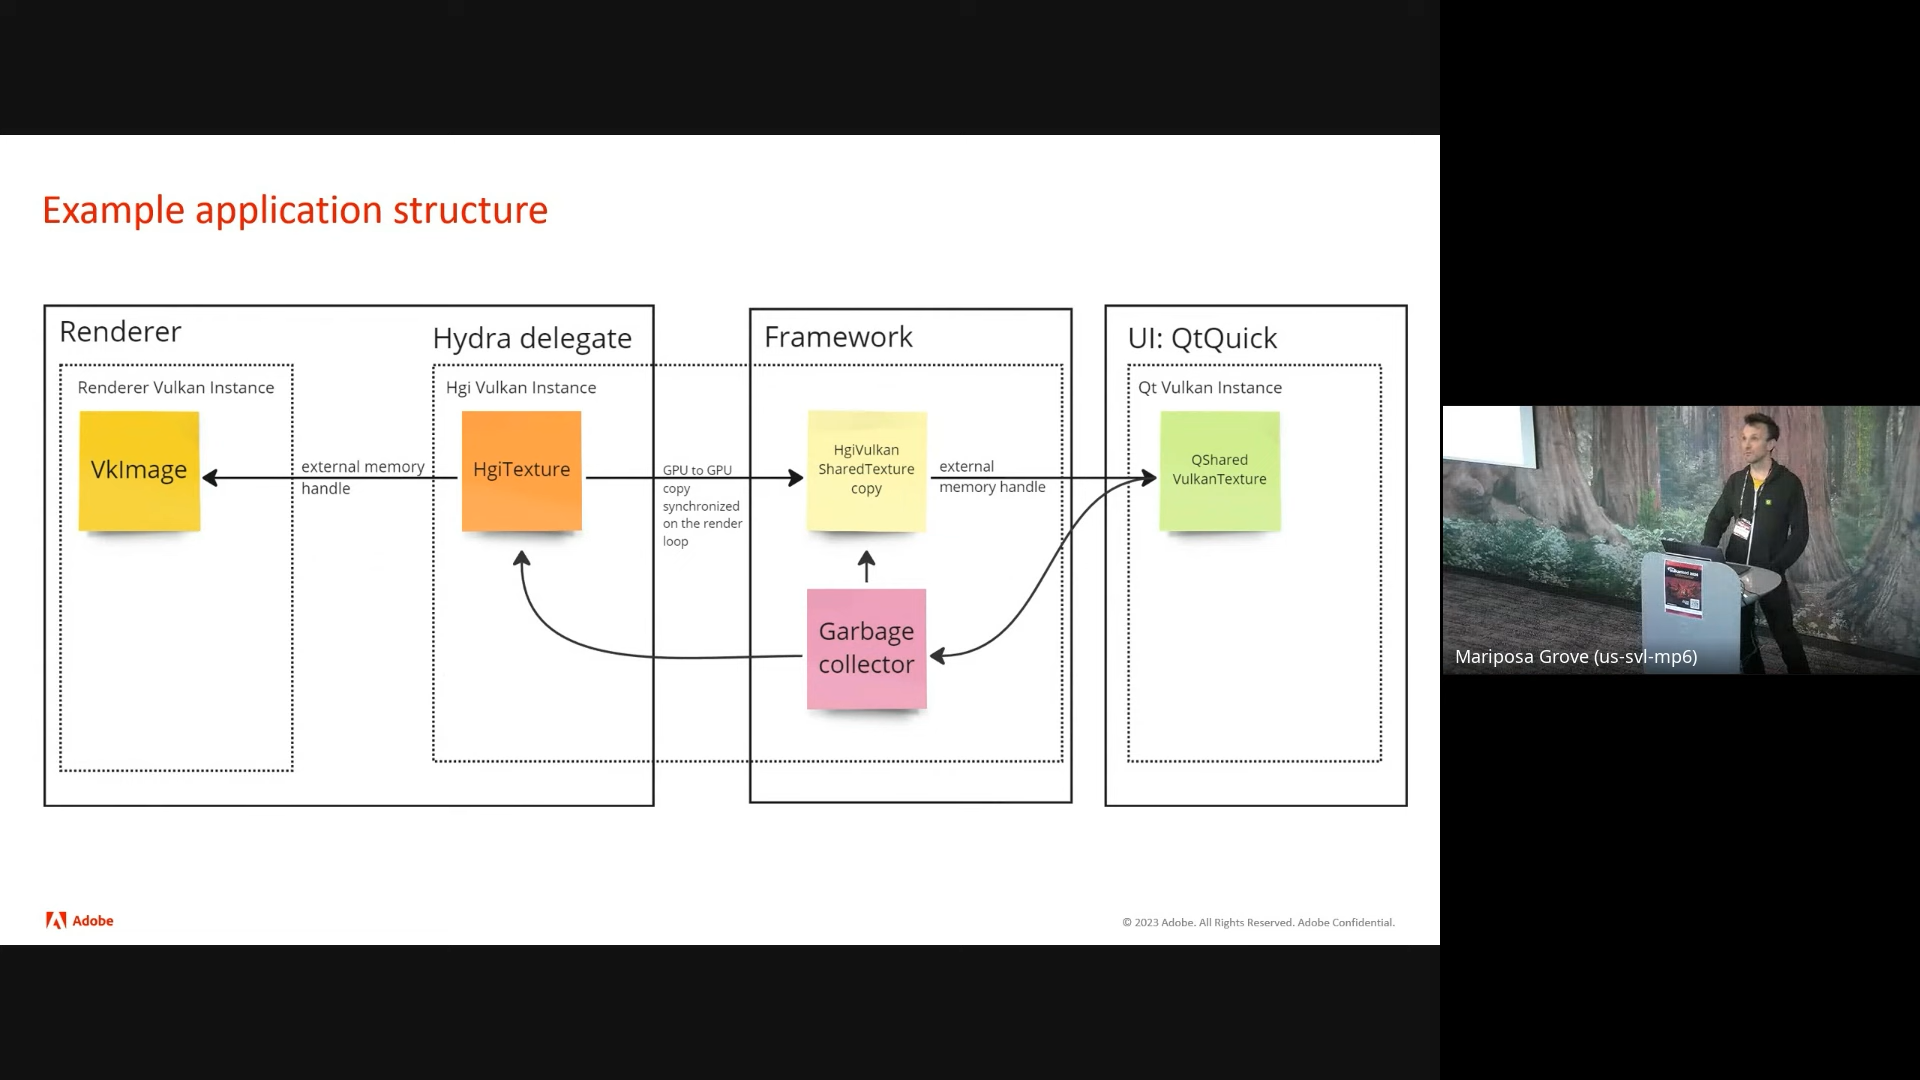 Example application structure
Renderer
Hydra delegate
Framework
UI: QtQuick
Renderer Vulkan Instance
Hgi Vulkan Instance
Qt Vulkan Instance
VkImage
external memory
handle
HgiTexture
GPU to GPU
copy
synchronized
on the render
loop
HgiVulkan
SharedTexture
copy
external
memory handle
QShared
VulkanTexture
Garbage
collector
Adobe
© 2023 Adobe. All Rights Reserved. Adobe Confidential.
Mariposa Grove (us-svl-mp6)